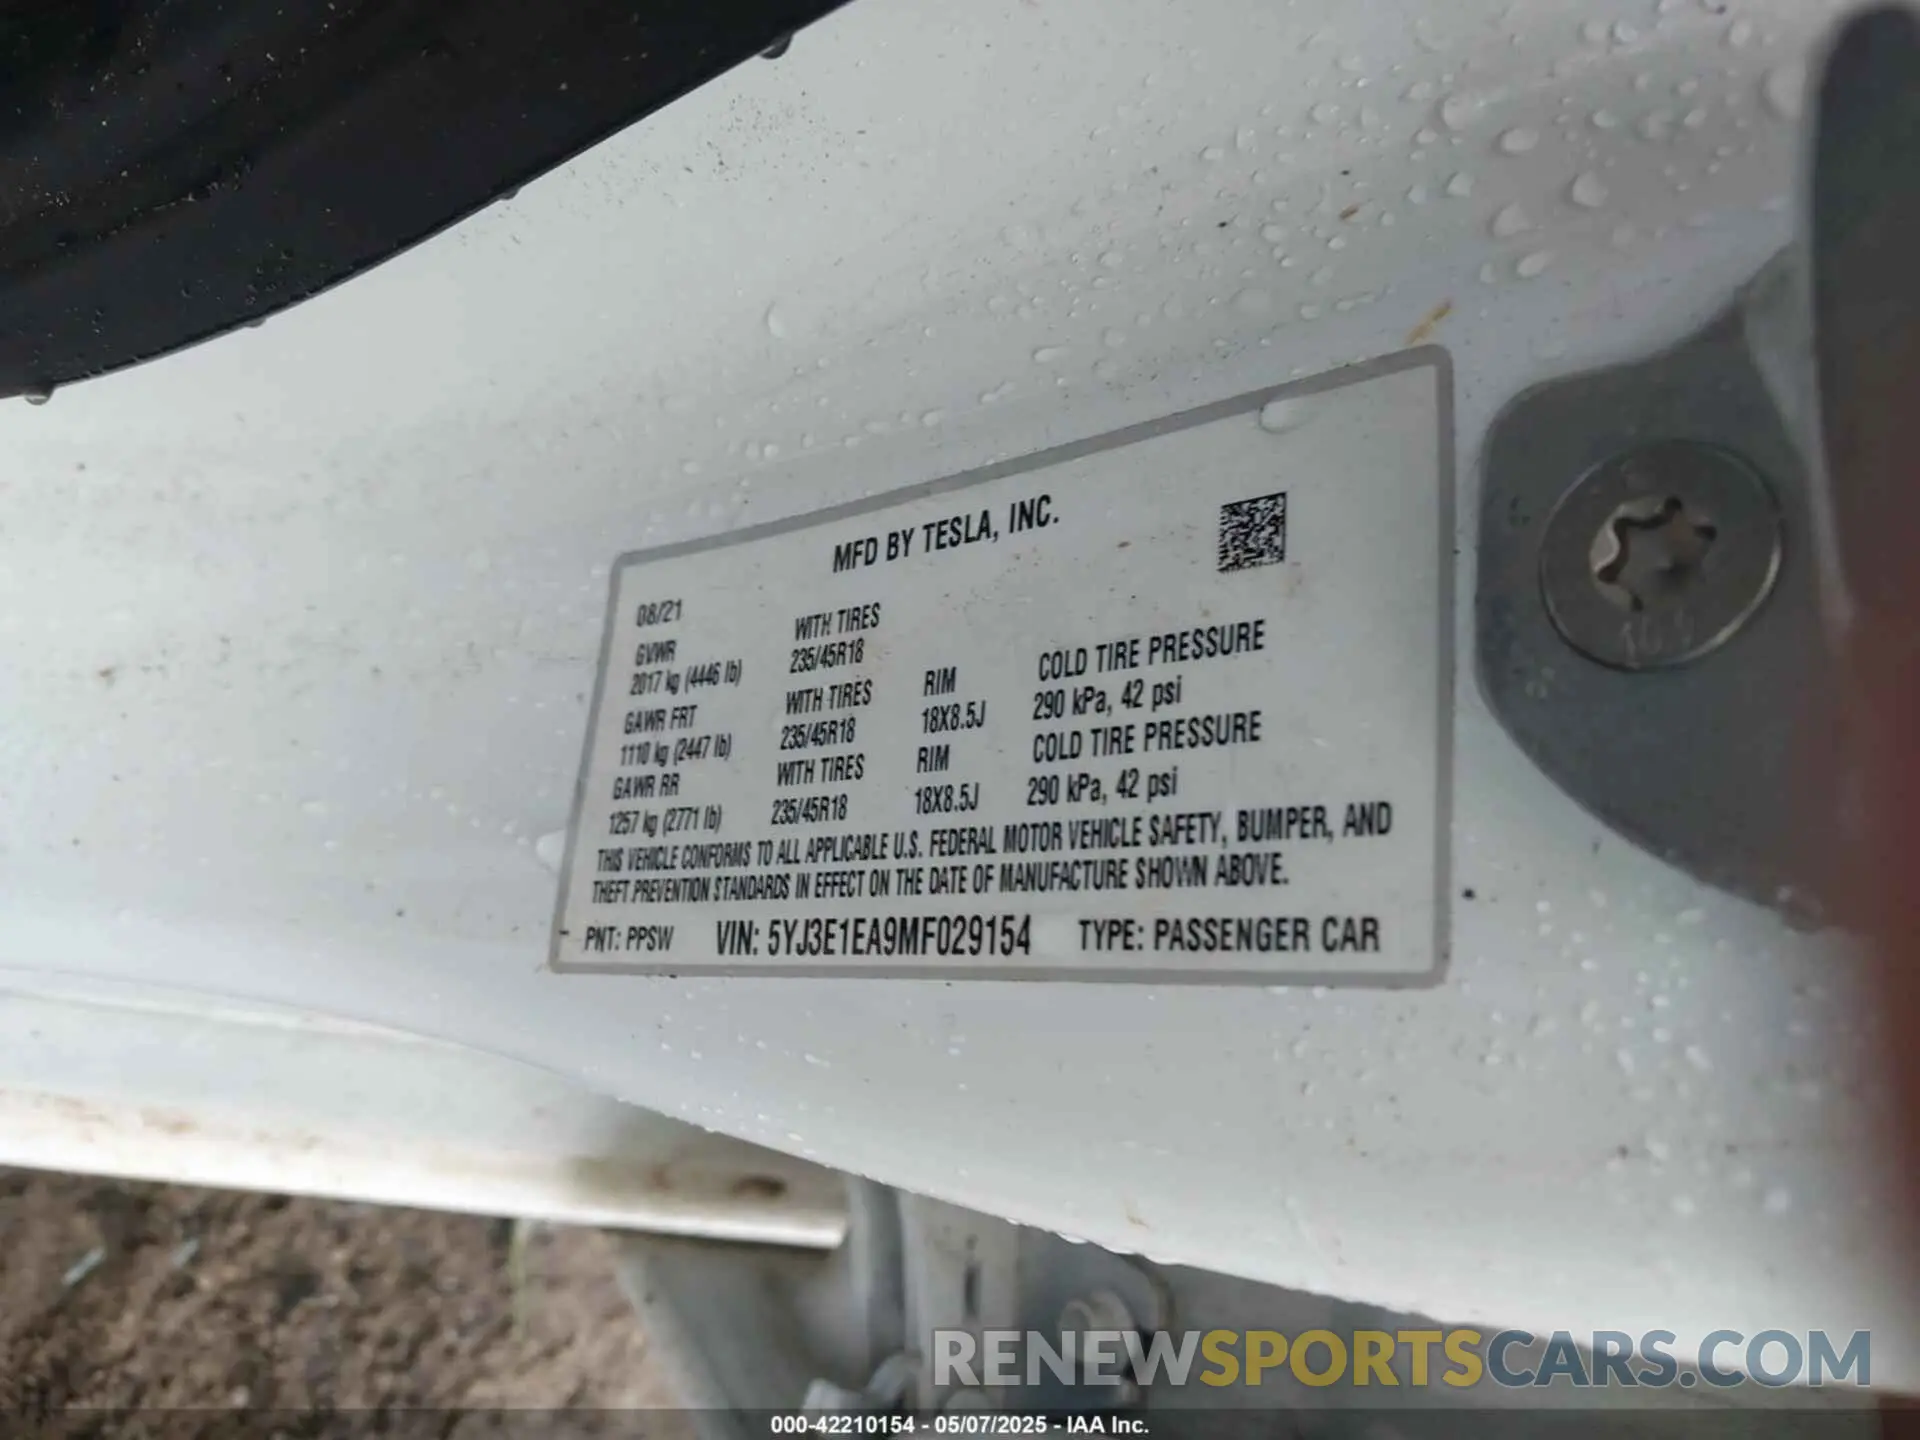 MFD BY TESLA, INC.
08/21
GVWR WITH TIRES
2017 kg (4446 lb) 235/45R18
GAWR FRT WITH TIRES RIM COLD TIRE PRESSURE
1110 kg (2447 lb) 235/45R18 18X8.5J 290 kPa, 42 psi
GAWR RR WITH TIRES RIM COLD TIRE PRESSURE
1257 kg (2771 lb) 235/45R18 18X8.5J 290 kPa, 42 psi
THIS VEHICLE CONFORMS TO ALL APPLICABLE U.S. FEDERAL MOTOR VEHICLE SAFETY, BUMPER, AND
THEFT PREVENTION STANDARDS IN EFFECT ON THE DATE OF MANUFACTURE SHOWN ABOVE.
PNT: PPSW VIN: 5YJ3E1EA9MF029154 TYPE: PASSENGER CAR
RENEWSPORTSCARS.COM
000-42210154 - 05/07/2025 - IAA Inc.